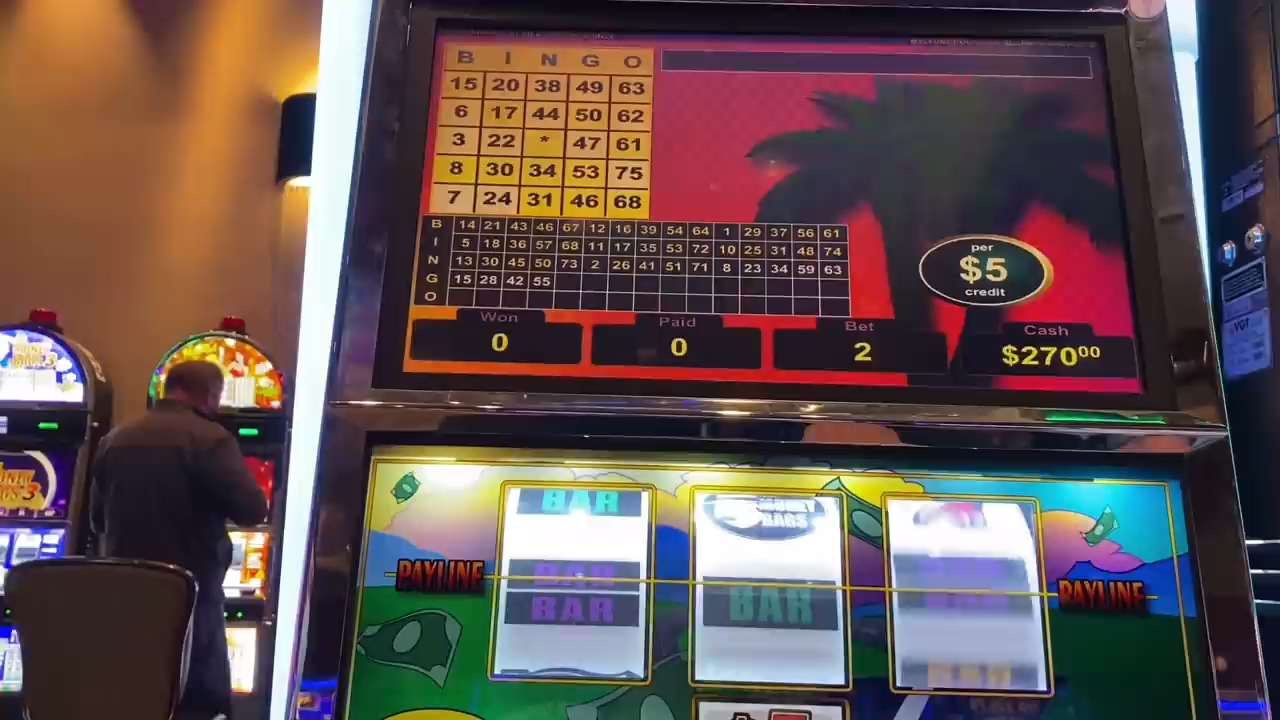 B I N G O
15 20 38 49 63
6 17 44 50 62
3 22 * 47 61
8 30 34 53 75
7 24 31 46 68
B 14 21 43 46 67 12 16 39 54 64 1 29 37 56 61
I 5 18 36 57 68 11 17 35 53 72 10 25 31 48 74
N 13 30 45 50 73 2 26 41 51 71 8 23 34 59 63
G 15 28 42 55
O
per
$5
credit
Won
0
Paid
0
Bet
2
Cash
$270⁰⁰
VGT
BAR
MONEY
BAGS
PAYLINE
BAR
BAR
BAR
PAYLINE